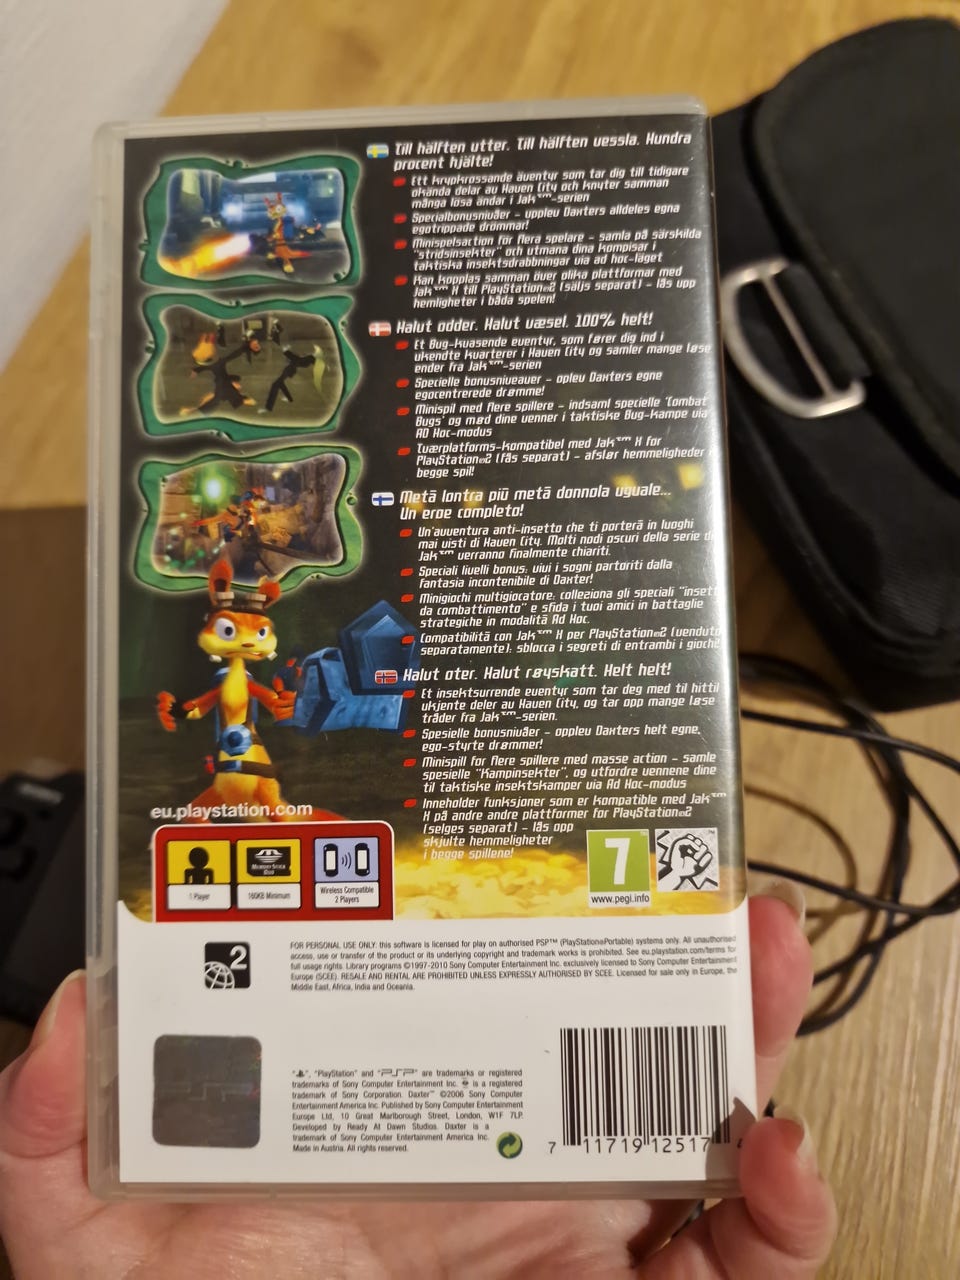 Till hälften utter. Till hälften vessla. Hundra
procent hjälte!
Ett krypkrossande äventyr som tar dig till tidigare
okända delar av Haven City och knyter samman
många lösa ändar i Jak™-serien
Specialbonusnivåer – upplev Daxters alldeles egna
egotrippade drömmar!
Minispelsaction för flera spelare – samla på särskilda
"stridsinsekter" och utmana dina kompisar i
taktiska insektsdrabbningar via ad hoc-läget
Kan kopplas samman över olika plattformar med
Jak™ X till PlayStation®2 (säljs separat) – lås upp
hemligheter i båda spelen!
Halvt odder. Halvt væsel. 100% helt!
Et Bug-kvasende eventyr, som fører dig ind i
ukendte kvarterer i Haven City og samler mange løse
ender fra Jak™-serien
Specielle bonusniveauer – oplev Daxters egne
egocentrerede drømme!
Minispil med flere spillere – indsaml specielle 'Combat
Bugs' og mød dine venner i taktiske Bug-kampe via
AD Hoc-modus
Tværplatforms-kompatibel med Jak™ X for
PlayStation®2 (fås separat) – afslør hemmeligheder i
begge spil!
Metà lontra più metà donnola uguale...
Un eroe completo!
Un'avventura anti-insetto che ti porterà in luoghi
mai visti di Haven City. Molti nodi oscuri della serie di
Jak™ verranno finalmente chiariti.
Speciali livelli bonus: vivi i sogni partoriti dalla
fantasia incontenibile di Daxter!
Minigiochi multigiocatore: colleziona gli speciali "insetti
da combattimento" e sfida i tuoi amici in battaglie
strategiche in modalità Ad Hoc.
Compatibilità con Jak™ X per PlayStation®2 (venduto
separatamente): sblocca i segreti di entrambi i giochi!
Halvt oter. Halvt røyskatt. Helt helt!
Et insektsurrende eventyr som tar deg med til hittil
ukjente deler av Haven City, og tar opp mange løse
tråder fra Jak™-serien.
Spesielle bonusnivåer – opplev Daxters helt egne,
ego-styrte drømmer!
Minispill for flere spillere med masse action – samle
spesielle "Kampinsekter", og utfordre vennene dine
til taktiske insektskamper via Ad Hoc-modus
Inneholder funksjoner som er kompatible med Jak™
X på andre andre plattformer for PlayStation®2
(selges separat) – lås opp
skjulte hemmeligheter
i begge spillene!
eu.playstation.com
1 Player
MEMORY STICK
DUO
160KB Minimum
Wireless Compatible
2 Players
7
www.pegi.info
2
FOR PERSONAL USE ONLY: this software is licensed for play on authorised PSP™ (PlayStation®Portable) systems only. All unauthorised
access, use or transfer of the product or its underlying copyright and trademark works is prohibited. See eu.playstation.com/terms for
full usage rights. Library programs ©1997-2010 Sony Computer Entertainment Inc. exclusively licensed to Sony Computer Entertainment
Europe (SCEE). RESALE AND RENTAL ARE PROHIBITED UNLESS EXPRESSLY AUTHORISED BY SCEE. Licensed for sale only in Europe, the
Middle East, Africa, India and Oceania.
" ", "PlayStation" and "PSP" are trademarks or registered
trademarks of Sony Computer Entertainment Inc. is a registered
trademark of Sony Corporation. Daxter™ ©2006 Sony Computer
Entertainment America Inc. Published by Sony Computer Entertainment
Europe Ltd, 10 Great Marlborough Street, London, W1F 7LP.
Developed by Ready At Dawn Studios. Daxter is a
trademark of Sony Computer Entertainment America Inc.
Made in Austria. All rights reserved.
7 11719 12517